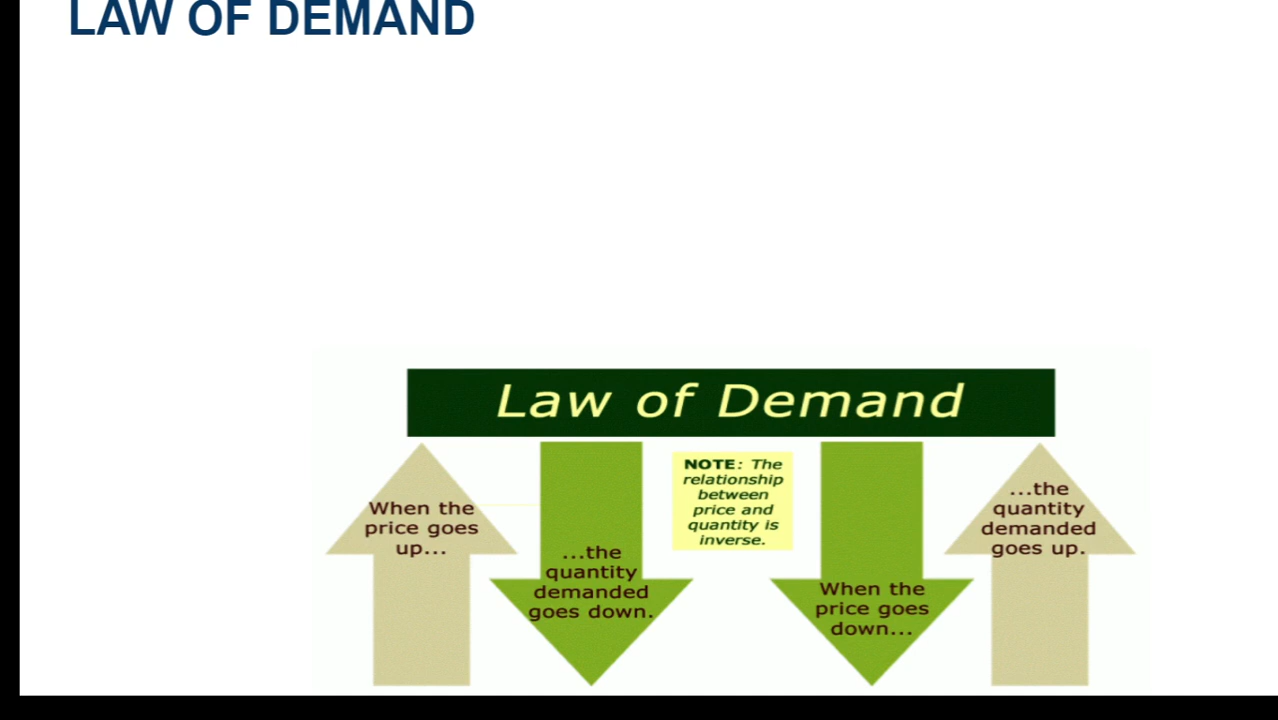 LAW OF DEMAND
Law of Demand
When the
price goes
up...
...the
quantity
demanded
goes down.
NOTE: The
relationship
between
price and
quantity is
inverse.
When the
price goes
down...
...the
quantity
demanded
goes up.